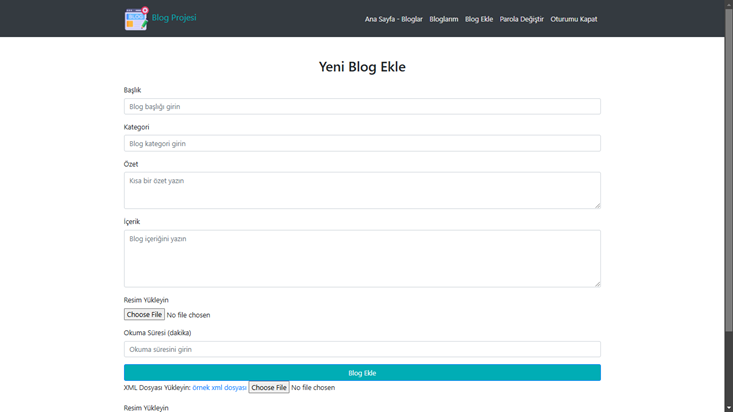 Blog Projesi
Ana Sayfa - Bloglar Bloglarım Blog Ekle Parola Değiştir Oturumu Kapat
Yeni Blog Ekle
Başlık
Blog başlığı girin
Kategori
Blog kategori girin
Özet
Kısa bir özet yazın
İçerik
Blog içeriğini yazın
Resim Yükleyin
Choose File No file chosen
Okuma Süresi (dakika)
Okuma süresini girin
Blog Ekle
XML Dosyası Yükleyin: örnek xml dosyası Choose File No file chosen
Resim Yükleyin